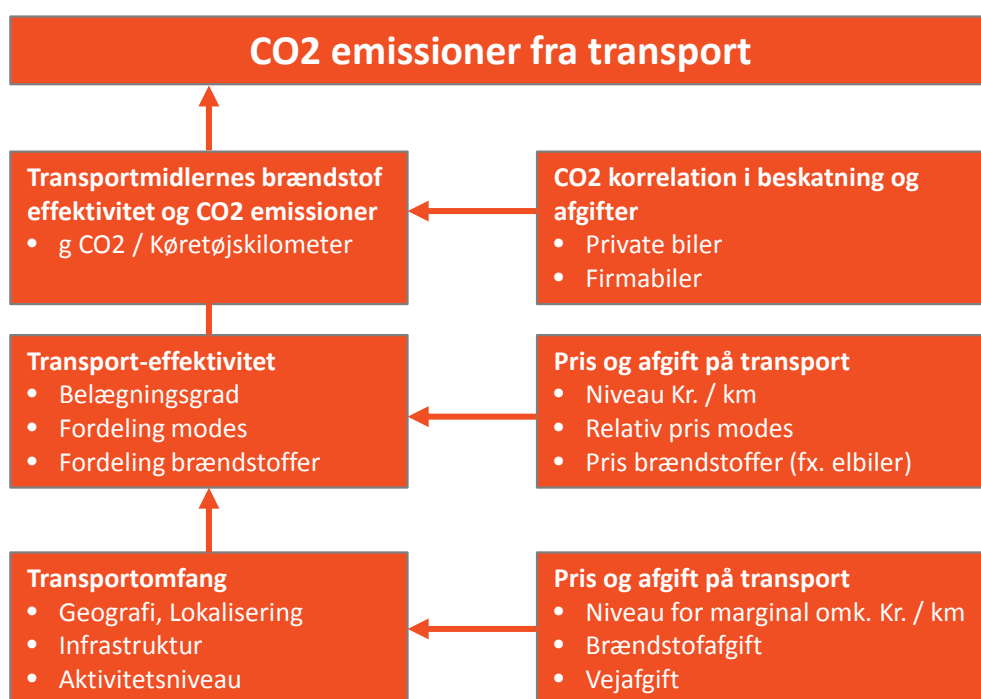 CO2 emissioner fra transport
Transportmidlernes brændstof
effektivitet og CO2 emissioner
• g CO2 / Køretøjskilometer
CO2 korrelation i beskatning og
afgifter
• Private biler
• Firmabiler
Transport-effektivitet
• Belægningsgrad
• Fordeling modes
• Fordeling brændstoffer
Pris og afgift på transport
• Niveau Kr. / km
• Relativ pris modes
• Pris brændstoffer (fx. elbiler)
Transportomfang
• Geografi, Lokalisering
• Infrastruktur
• Aktivitetsniveau
Pris og afgift på transport
• Niveau for marginal omk. Kr. / km
• Brændstofafgift
• Vejafgift